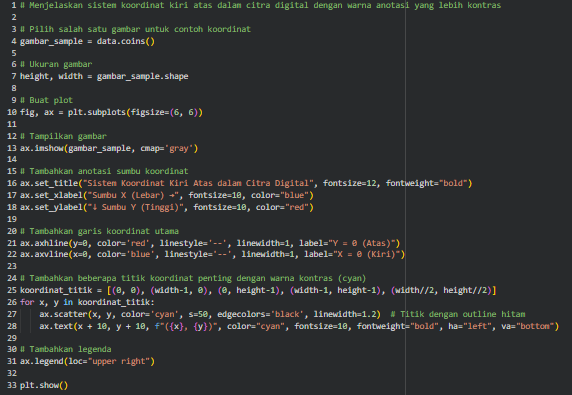 1 # Menjelaskan sistem koordinat kiri atas dalam citra digital dengan warna anotasi yang lebih kontras
2
3 # Pilih salah satu gambar untuk contoh koordinat
4 gambar_sample = data.coins()
5
6 # Ukuran gambar
7 height, width = gambar_sample.shape
8
9 # Buat plot
10 fig, ax = plt.subplots(figsize=(6, 6))
11
12 # Tampilkan gambar
13 ax.imshow(gambar_sample, cmap='gray')
14
15 # Tambahkan anotasi sumbu koordinat
16 ax.set_title("Sistem Koordinat Kiri Atas dalam Citra Digital", fontsize=12, fontweight="bold")
17 ax.set_xlabel("Sumbu X (Lebar) →", fontsize=10, color="blue")
18 ax.set_ylabel("↓ Sumbu Y (Tinggi)", fontsize=10, color="red")
19
20 # Tambahkan garis koordinat utama
21 ax.axhline(y=0, color='red', linestyle='--', linewidth=1, label="Y = 0 (Atas)")
22 ax.axvline(x=0, color='blue', linestyle='--', linewidth=1, label="X = 0 (Kiri)")
23
24 # Tambahkan beberapa titik koordinat penting dengan warna kontras (cyan)
25 koordinat_titik = [(0, 0), (width-1, 0), (0, height-1), (width-1, height-1), (width//2, height//2)]
26 for x, y in koordinat_titik:
27     ax.scatter(x, y, color='cyan', s=50, edgecolors='black', linewidth=1.2)  # Titik dengan outline hitam
28     ax.text(x + 10, y + 10, f"({x}, {y})", color="cyan", fontsize=10, fontweight="bold", ha="left", va="bottom")
29
30 # Tambahkan legenda
31 ax.legend(loc="upper right")
32
33 plt.show()